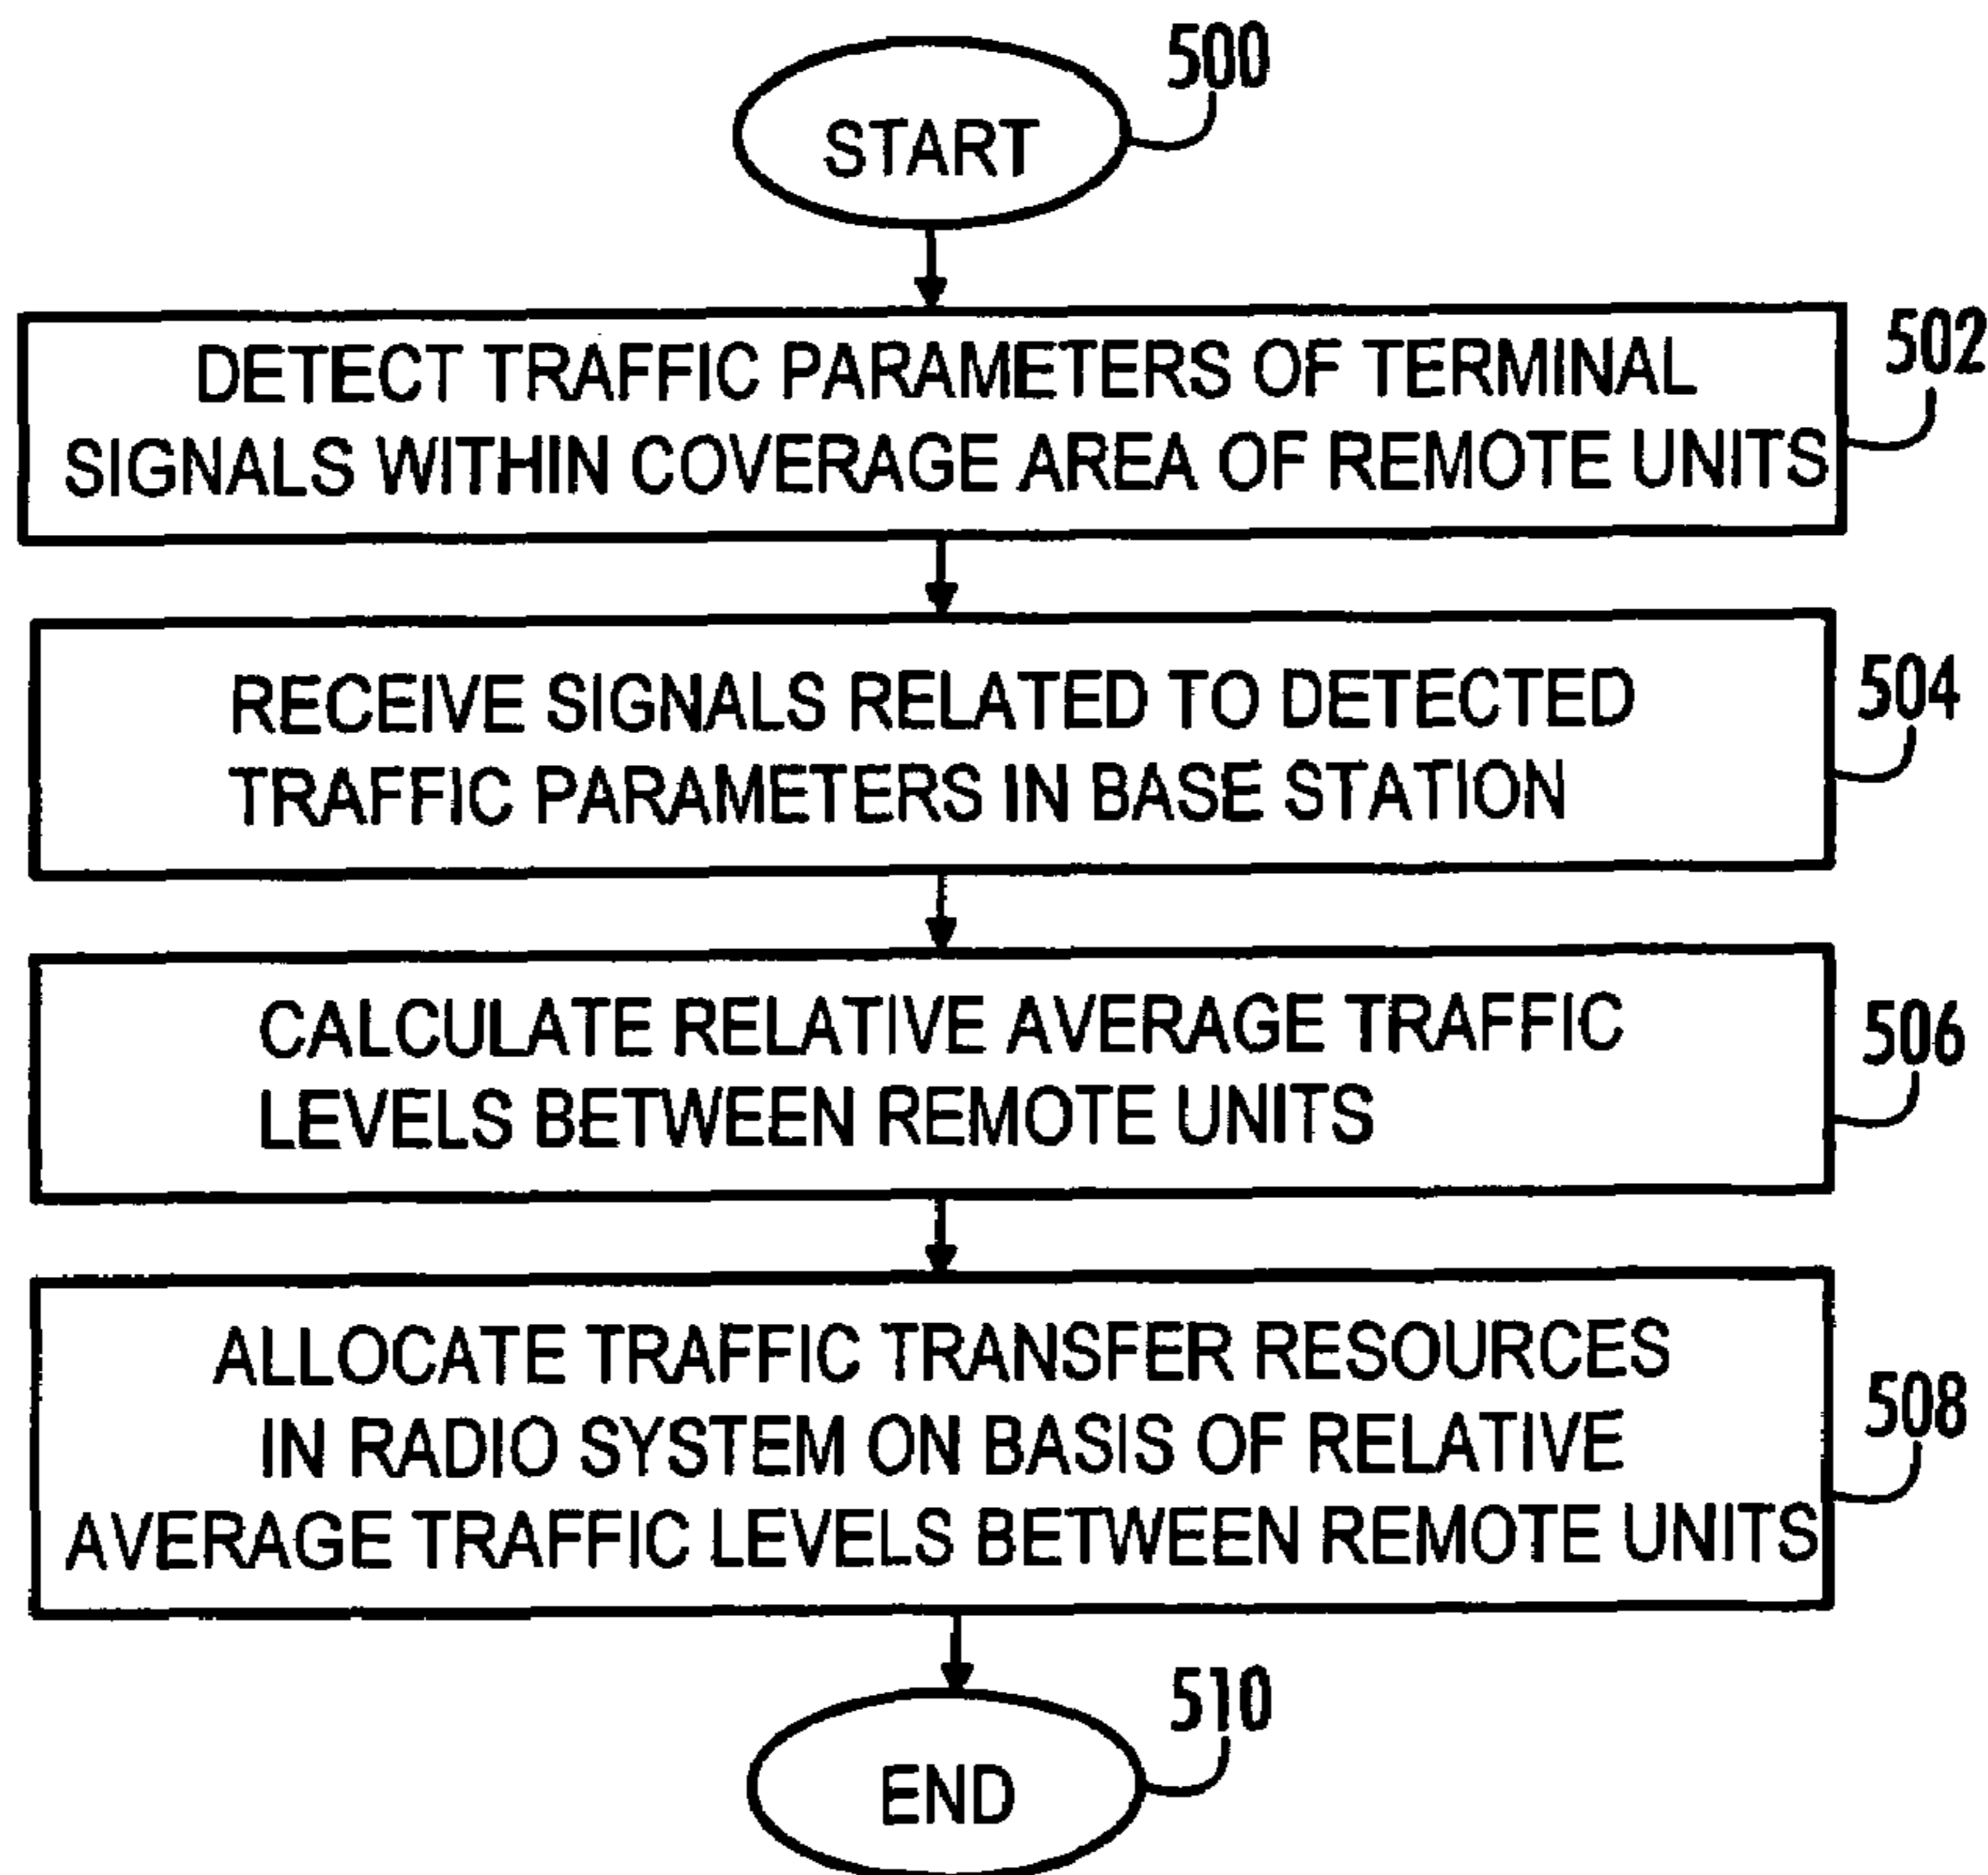 500
START
502
DETECT TRAFFIC PARAMETERS OF TERMINAL
SIGNALS WITHIN COVERAGE AREA OF REMOTE UNITS
504
RECEIVE SIGNALS RELATED TO DETECTED
TRAFFIC PARAMETERS IN BASE STATION
506
CALCULATE RELATIVE AVERAGE TRAFFIC
LEVELS BETWEEN REMOTE UNITS
508
ALLOCATE TRAFFIC TRANSFER RESOURCES
IN RADIO SYSTEM ON BASIS OF RELATIVE
AVERAGE TRAFFIC LEVELS BETWEEN REMOTE UNITS
510
END